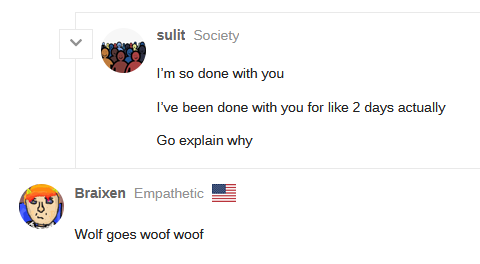 sulit Society
I'm so done with you
I've been done with you for like 2 days actually
Go explain why
Braixen Empathetic
Wolf goes woof woof